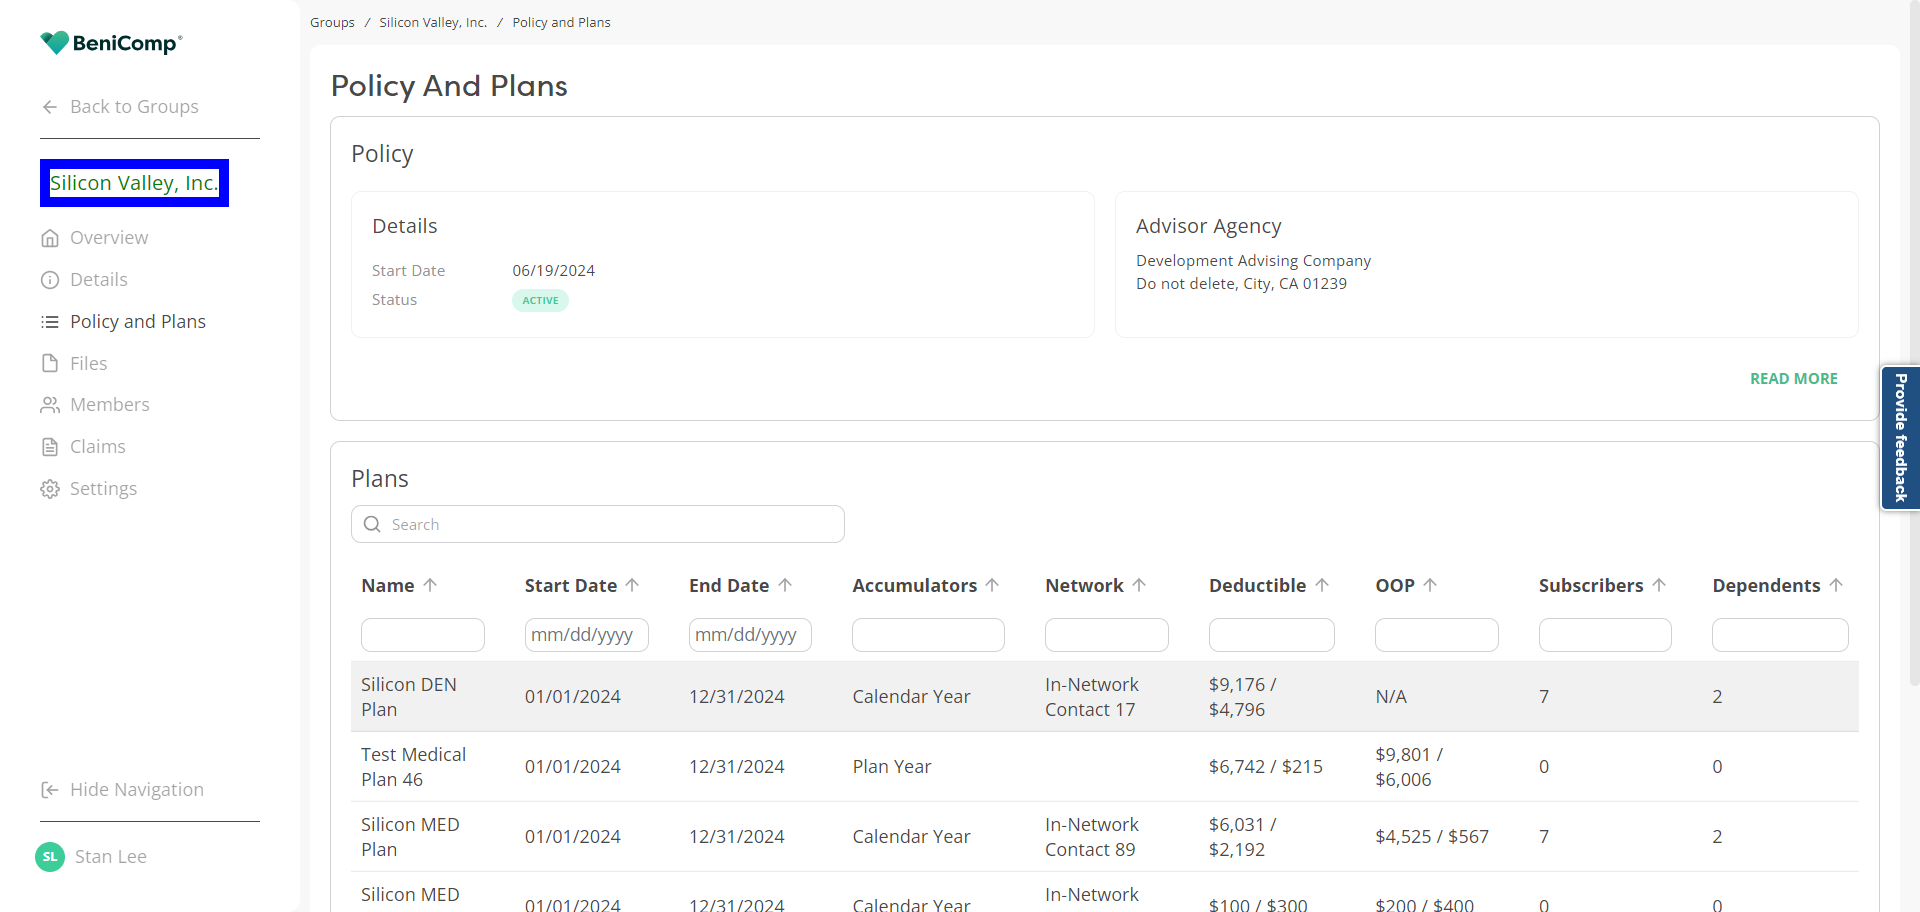 BeniComp®
Back to Groups
Silicon Valley, Inc.
Overview
Details
Policy and Plans
Files
Members
Claims
Settings
Hide Navigation
SL
Stan Lee
Groups / Silicon Valley, Inc. / Policy and Plans
Policy And Plans
Policy
Details
Start Date 06/19/2024
Status ACTIVE
Advisor Agency
Development Advising Company
Do not delete, City, CA 01239
READ MORE
Provide feedback
Plans
Search
Name Start Date End Date Accumulators Network Deductible OOP Subscribers Dependents
mm/dd/yyyy mm/dd/yyyy
Silicon DEN Plan 01/01/2024 12/31/2024 Calendar Year In-Network Contact 17 $9,176 / $4,796 N/A 7 2
Test Medical Plan 46 01/01/2024 12/31/2024 Plan Year $6,742 / $215 $9,801 / $6,006 0 0
Silicon MED Plan 01/01/2024 12/31/2024 Calendar Year In-Network Contact 89 $6,031 / $2,192 $4,525 / $567 7 2
Silicon MED 01/01/2024 12/31/2024 Calendar Year In-Network $100 / $300 $200 / $400 0 0